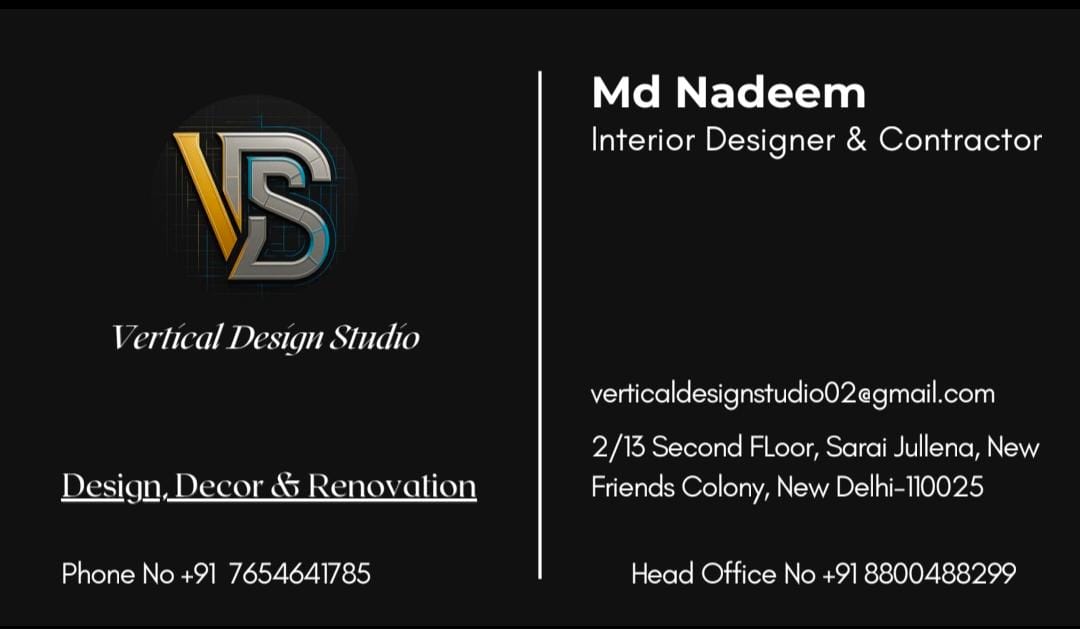 VDS
Vertical Design Studio
Design, Decor & Renovation
Phone No +91 7654641785
Md Nadeem
Interior Designer & Contractor
verticaldesignstudio02@gmail.com
2/13 Second FLoor, Sarai Jullena, New
Friends Colony, New Delhi-110025
Head Office No +91 8800488299